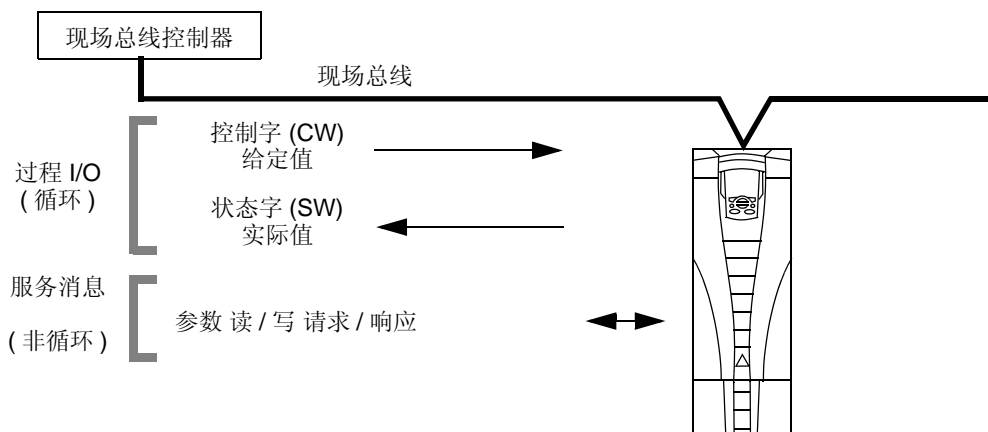 现场总线控制器
现场总线
过程 I/O
( 循环 )
控制字 (CW)
给定值
状态字 (SW)
实际值
服务消息
( 非循环 )
参数 读 / 写 请求 / 响应